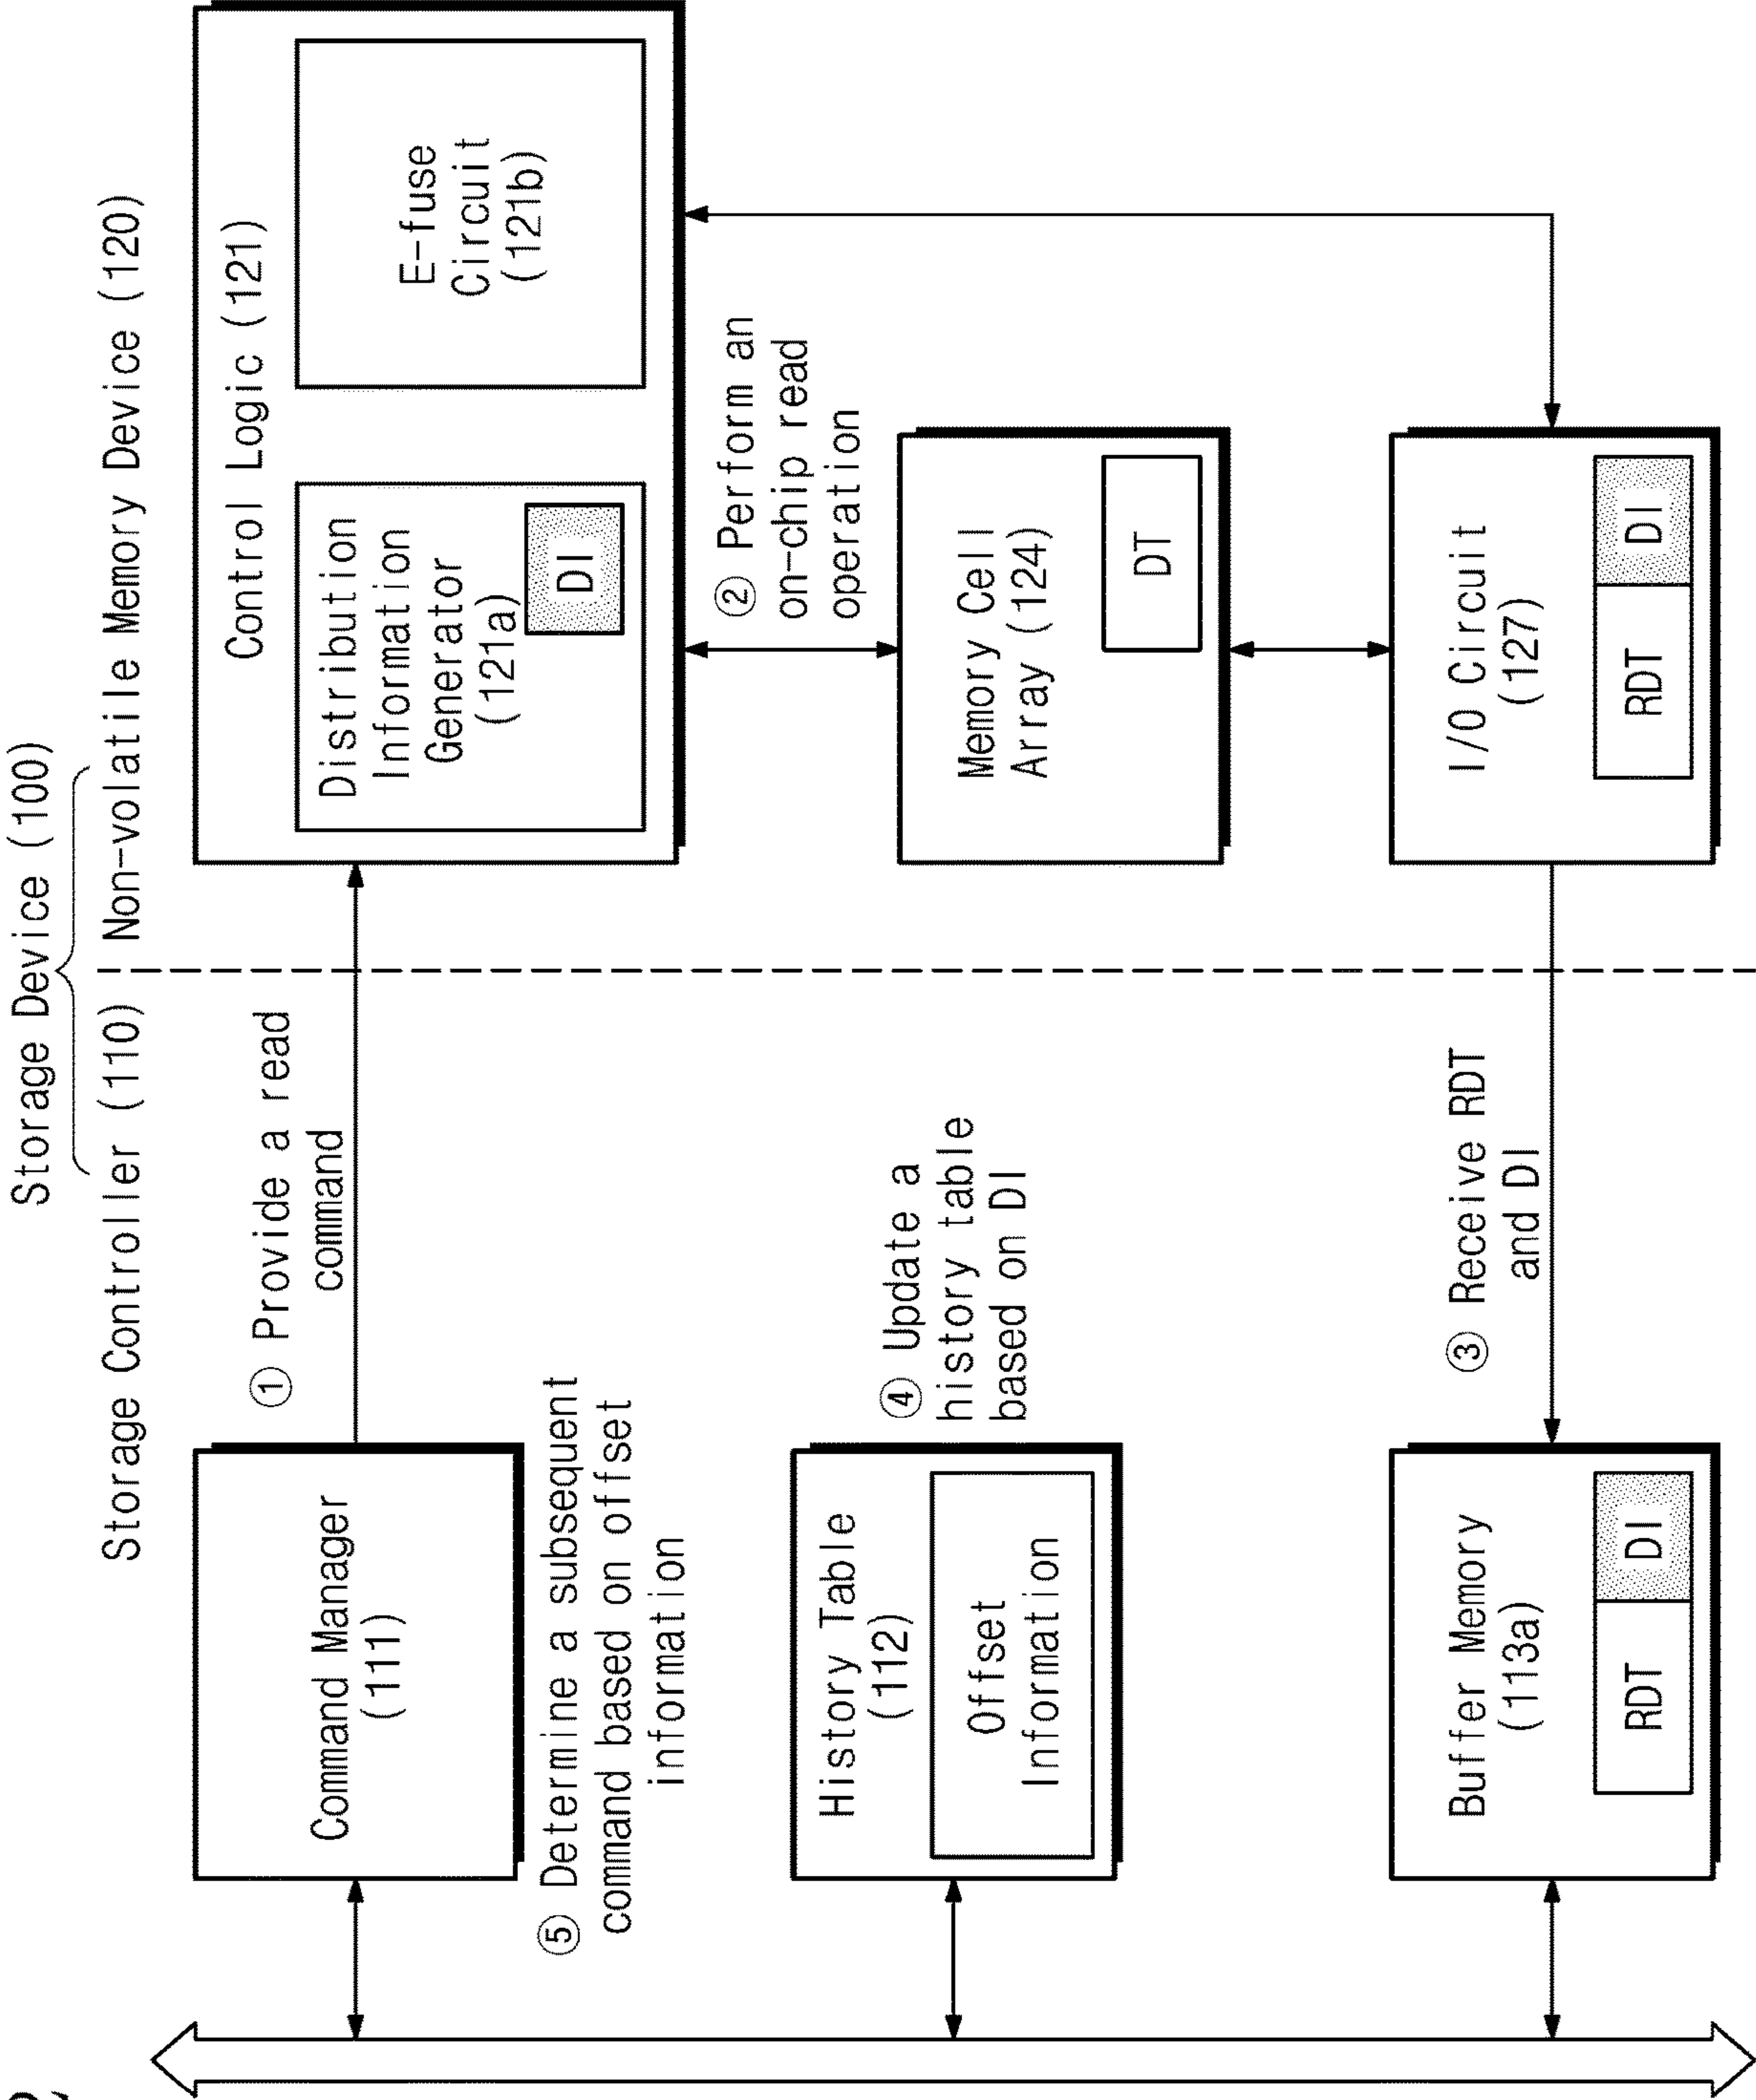 Storage Device (100)
Storage Controller (110)
Non-volatile Memory Device (120)
Command Manager
(111)
① Provide a read
command
Control Logic (121)
Distribution
Information
Generator
(121a)
DI
E-fuse
Circuit
(121b)
⑤ Determine a subsequent
command based on offset
information
② Perform an
on-chip read
operation
History Table
(112)
Offset
Information
④ Update a
history table
based on DI
Memory Cell
Array (124)
DT
Buffer Memory
(113a)
RDT
DI
③ Receive RDT
and DI
I/O Circuit
(127)
RDT
DI